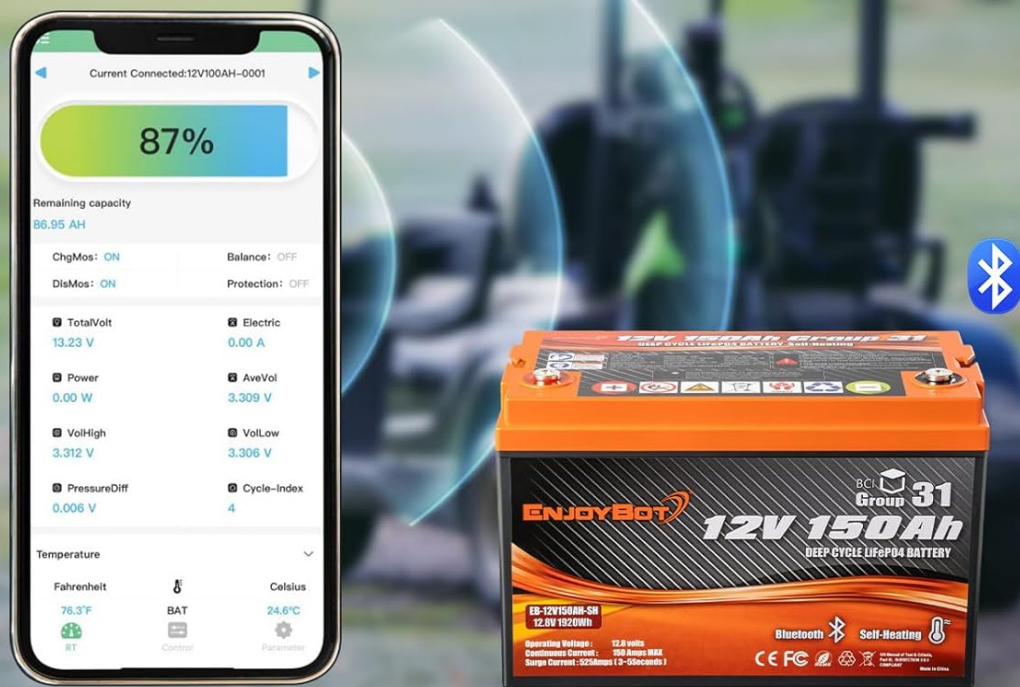 Current Connected:12V100AH-0001
87%
Remaining capacity
86.95 AH
ChgMos: ON
Balance: OFF
DisMos: ON
Protection: OFF
TotalVolt
Electric
13.23 V
0.00 A
Power
AveVol
0.00 W
3.309 V
VolHigh
VolLow
3.312 V
3.306 V
PressureDiff
Cycle-Index
0.006 V
4
Temperature
Fahrenheit
Celsius
76.3°F
BAT
24.6°C
RT
Control
Parameter
12V 150Ah Group 31
DEEP CYCLE LiFePO4 BATTERY Self-Heating
ENJOYBOT
BCI
Group 31
12V 150Ah
DEEP CYCLE LiFePO4 BATTERY
EB-12V150AH-SH
12.8V 1920Wh
Bluetooth
Self-Heating
Operating Voltage : 12.8 volts
Continuous Current : 150 Amps MAX
Surge Current : 525Amps ( 3~5Seconds )
CE FC
Made in China